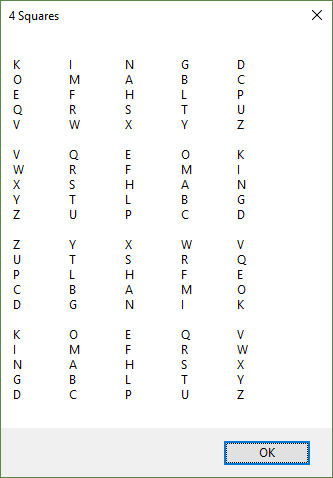 4 Squares
K I N G D
O M A B C
E F H L P
Q R S T U
V W X Y Z
V Q E O K
W R F M I
X S H A N
Y T L B G
Z U P C D
Z Y X W V
U T S R Q
P L H F E
C B A M O
D G N I K
K O E Q V
I M F R W
N A H S X
G B L T Y
D C P U Z
OK